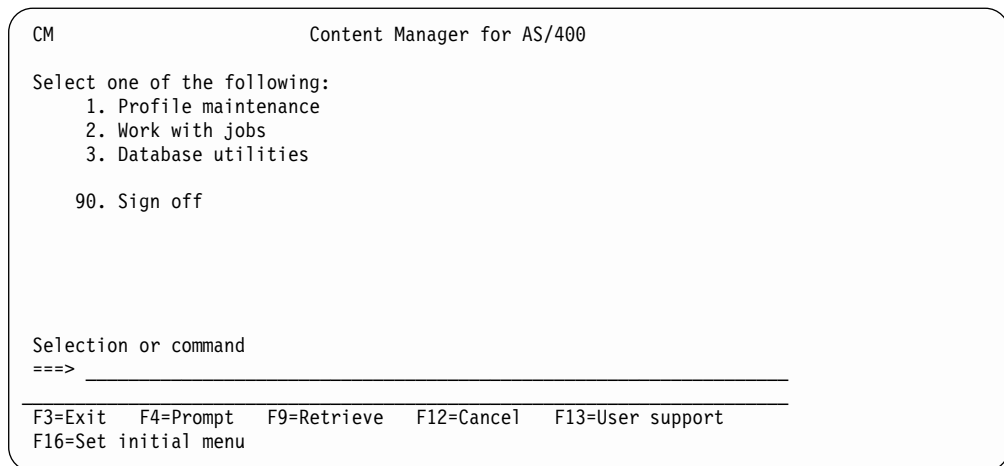 CM Content Manager for AS/400
Select one of the following:
1. Profile maintenance
2. Work with jobs
3. Database utilities
90. Sign off
Selection or command
===>
F3=Exit F4=Prompt F9=Retrieve F12=Cancel F13=User support
F16=Set initial menu